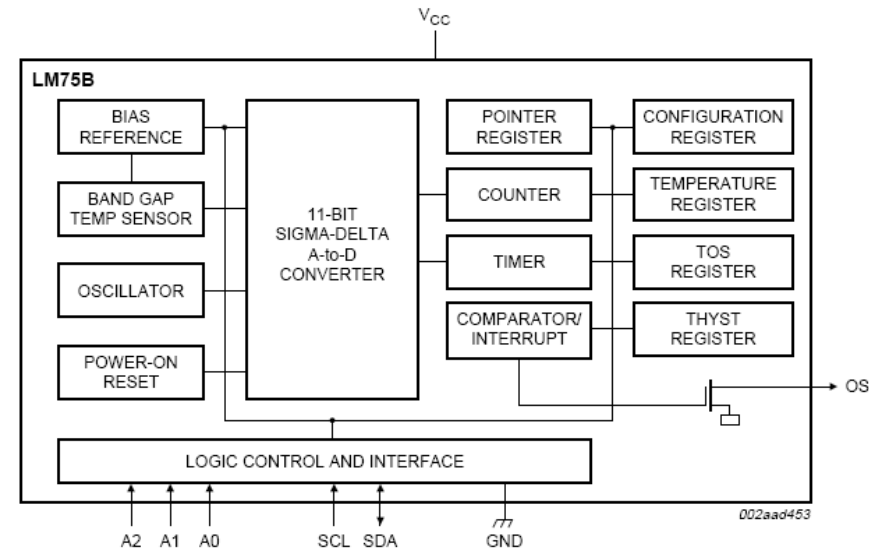 VCC
LM75B
BIAS
REFERENCE
BAND GAP
TEMP SENSOR
OSCILLATOR
POWER-ON
RESET
11-BIT
SIGMA-DELTA
A-to-D
CONVERTER
POINTER
REGISTER
COUNTER
TIMER
COMPARATOR/
INTERRUPT
CONFIGURATION
REGISTER
TEMPERATURE
REGISTER
TOS
REGISTER
THYST
REGISTER
OS
LOGIC CONTROL AND INTERFACE
002aad453
A2 A1 A0 SCL SDA GND